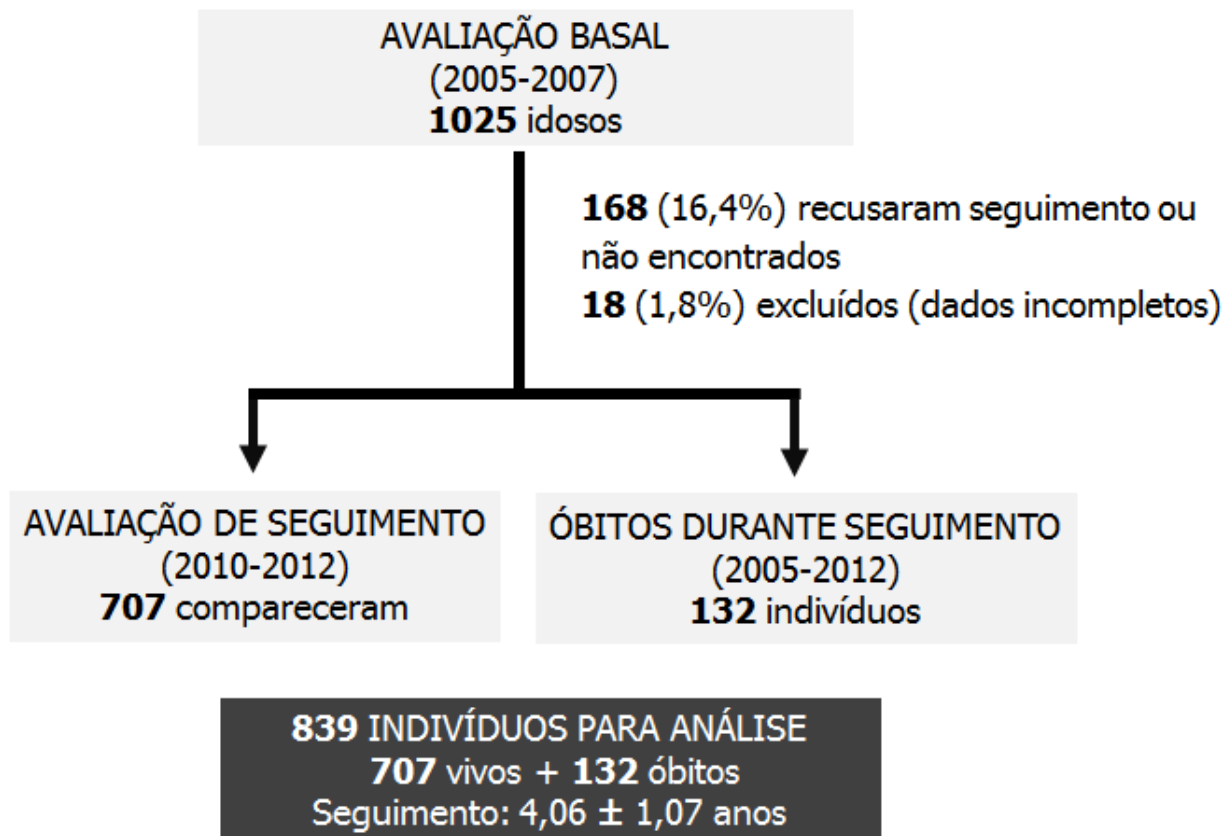 AVALIAÇÃO BASAL
(2005-2007)
1025 idosos
168 (16,4%) recusaram seguimento ou
não encontrados
18 (1,8%) excluídos (dados incompletos)
AVALIAÇÃO DE SEGUIMENTO
(2010-2012)
707 compareceram
ÓBITOS DURANTE SEGUIMENTO
(2005-2012)
132 indivíduos
839 INDIVÍDUOS PARA ANÁLISE
707 vivos + 132 óbitos
Seguimento: 4,06 ± 1,07 anos